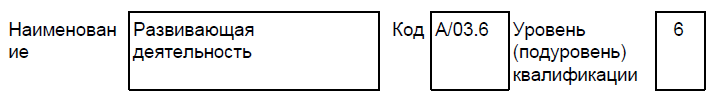 Наименован Развивающая Код А/03.6 Уровень 6
ие деятельность (подуровень)
квалификации